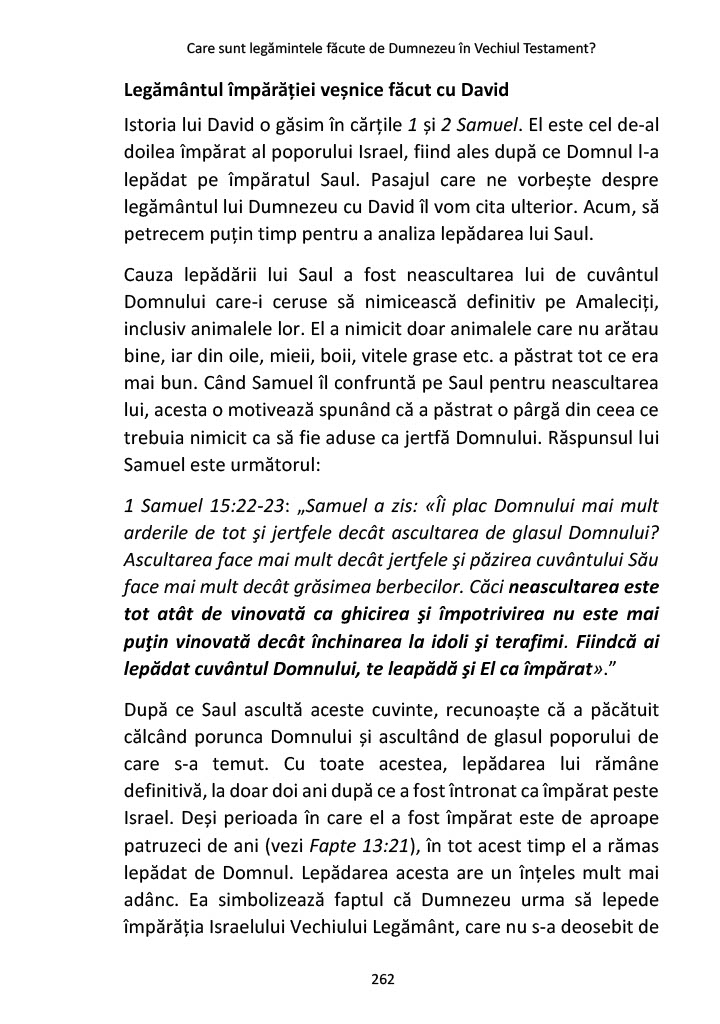 Care sunt legămintele făcute de Dumnezeu în Vechiul Testament?
Legământul împărăției veșnice făcut cu David
Istoria lui David o găsim în cărțile 1 și 2 Samuel. El este cel de-al
doilea împărat al poporului Israel, fiind ales după ce Domnul l-a
lepădat pe împăratul Saul. Pasajul care ne vorbește despre
legământul lui Dumnezeu cu David îl vom cita ulterior. Acum, să
petrecem puțin timp pentru a analiza lepădarea lui Saul.
Cauza lepădării lui Saul a fost neascultarea lui de cuvântul
Domnului care-i ceruse să nimicească definitiv pe Amaleciți,
inclusiv animalele lor. El a nimicit doar animalele care nu arătau
bine, iar din oile, mieii, boii, vitele grase etc. a păstrat tot ce era
mai bun. Când Samuel îl confruntă pe Saul pentru neascultarea
lui, acesta o motivează spunând că a păstrat o pârgă din ceea ce
trebuia nimicit ca să fie aduse ca jertfă Domnului. Răspunsul lui
Samuel este următorul:
1 Samuel 15:22-23: „Samuel a zis: «Îi plac Domnului mai mult
arderile de tot şi jertfele decât ascultarea de glasul Domnului?
Ascultarea face mai mult decât jertfele şi păzirea cuvântului Său
face mai mult decât grăsimea berbecilor. Căci neascultarea este
tot atât de vinovată ca ghicirea şi împotrivirea nu este mai
puţin vinovată decât închinarea la idoli şi terafimi. Fiindcă ai
lepădat cuvântul Domnului, te leapădă şi El ca împărat».”
După ce Saul ascultă aceste cuvinte, recunoaște că a păcătuit
călcând porunca Domnului și ascultând de glasul poporului de
care s-a temut. Cu toate acestea, lepădarea lui rămâne
definitivă, la doar doi ani după ce a fost întronat ca împărat peste
Israel. Deși perioada în care el a fost împărat este de aproape
patruzeci de ani (vezi Fapte 13:21), în tot acest timp el a rămas
lepădat de Domnul. Lepădarea acesta are un înțeles mult mai
adânc. Ea simbolizează faptul că Dumnezeu urma să lepede
împărăția Israelului Vechiului Legământ, care nu s-a deosebit de
262